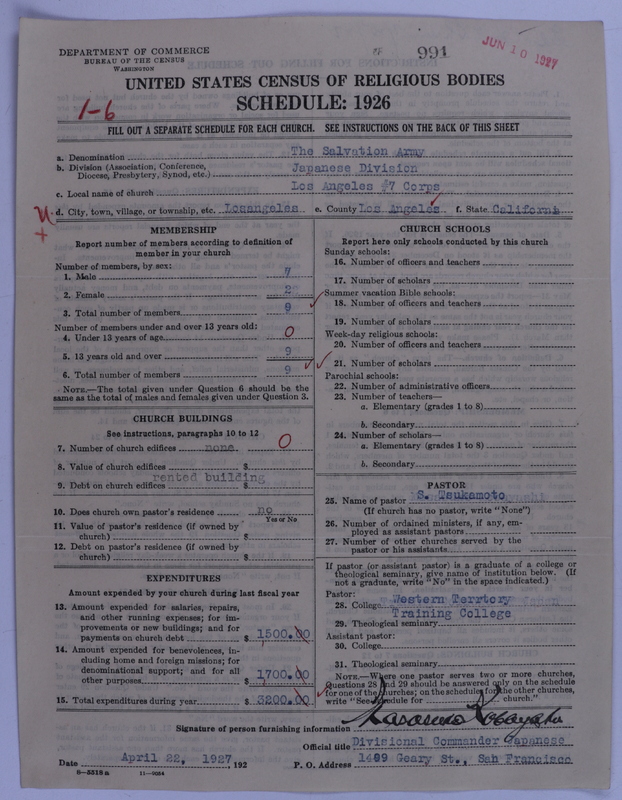 DEPARTMENT OF COMMERCE
BUREAU OF THE CENSUS
WASHINGTON
991
JUN 10 1927
UNITED STATES CENSUS OF RELIGIOUS BODIES
SCHEDULE: 1926
1-6
FILL OUT A SEPARATE SCHEDULE FOR EACH CHURCH. SEE INSTRUCTIONS ON THE BACK OF THIS SHEET
a. Denomination The Salvation Army
b. Division (Association, Conference, Diocese, Presbytery, Synod, etc.) Japanese Division
c. Local name of church Los Angeles #7 Corps
d. City, town, village, or township, etc. Losangeles e. County Los Angeles f. State California
MEMBERSHIP
Report number of members according to definition of
member in your church
Number of members, by sex:
1. Male 7
2. Female 2
3. Total number of members 9
Number of members under and over 13 years old:
4. Under 13 years of age 0
5. 13 years old and over 9
6. Total number of members 9
NOTE.—The total given under Question 6 should be the
same as the total of males and females given under Question 3.
CHURCH BUILDINGS
See instructions, paragraphs 10 to 12
7. Number of church edifices none 0
8. Value of church edifices $
rented building
9. Debt on church edifices $
10. Does church own pastor's residence no
Yes or No
11. Value of pastor's residence (if owned by
church) $
12. Debt on pastor's residence (if owned by
church) $
EXPENDITURES
Amount expended by your church during last fiscal year
13. Amount expended for salaries, repairs,
and other running expenses; for im-
provements or new buildings; and for
payments on church debt $ 1500.00
14. Amount expended for benevolences, in-
cluding home and foreign missions; for
denominational support; and for all
other purposes $ 1700.00
15. Total expenditures during year $ 3200.00
CHURCH SCHOOLS
Report here only schools conducted by this church
Sunday schools:
16. Number of officers and teachers
17. Number of scholars
Summer vacation Bible schools:
18. Number of officers and teachers
19. Number of scholars
Week-day religious schools:
20. Number of officers and teachers
21. Number of scholars
Parochial schools:
22. Number of administrative officers
23. Number of teachers—
a. Elementary (grades 1 to 8)
b. Secondary
24. Number of scholars—
a. Elementary (grades 1 to 8)
b. Secondary
PASTOR
25. Name of pastor S. Tsukamoto
(If church has no pastor, write "None")
26. Number of ordained ministers, if any, em-
ployed as assistant pastors
27. Number of other churches served by the
pastor or his assistants
If pastor (or assistant pastor) is a graduate of a college or
theological seminary, give name of institution below. (If
not a graduate, write "No" in the space indicated.)
Pastor:
28. College Western Terrtory
Training College
29. Theological seminary
Assistant pastor:
30. College
31. Theological seminary
NOTE.—Where one pastor serves two or more churches,
Questions 28 and 29 should be answered only on the schedule
for one of the churches; on the schedules for the other churches,
write "See schedule for church."
Signature of person furnishing information
Official title Divisional Commander Japanese
Date April 22, 1927, 192 P. O. Address 1409 Geary St., San Francisco
8-5518a 11-9034